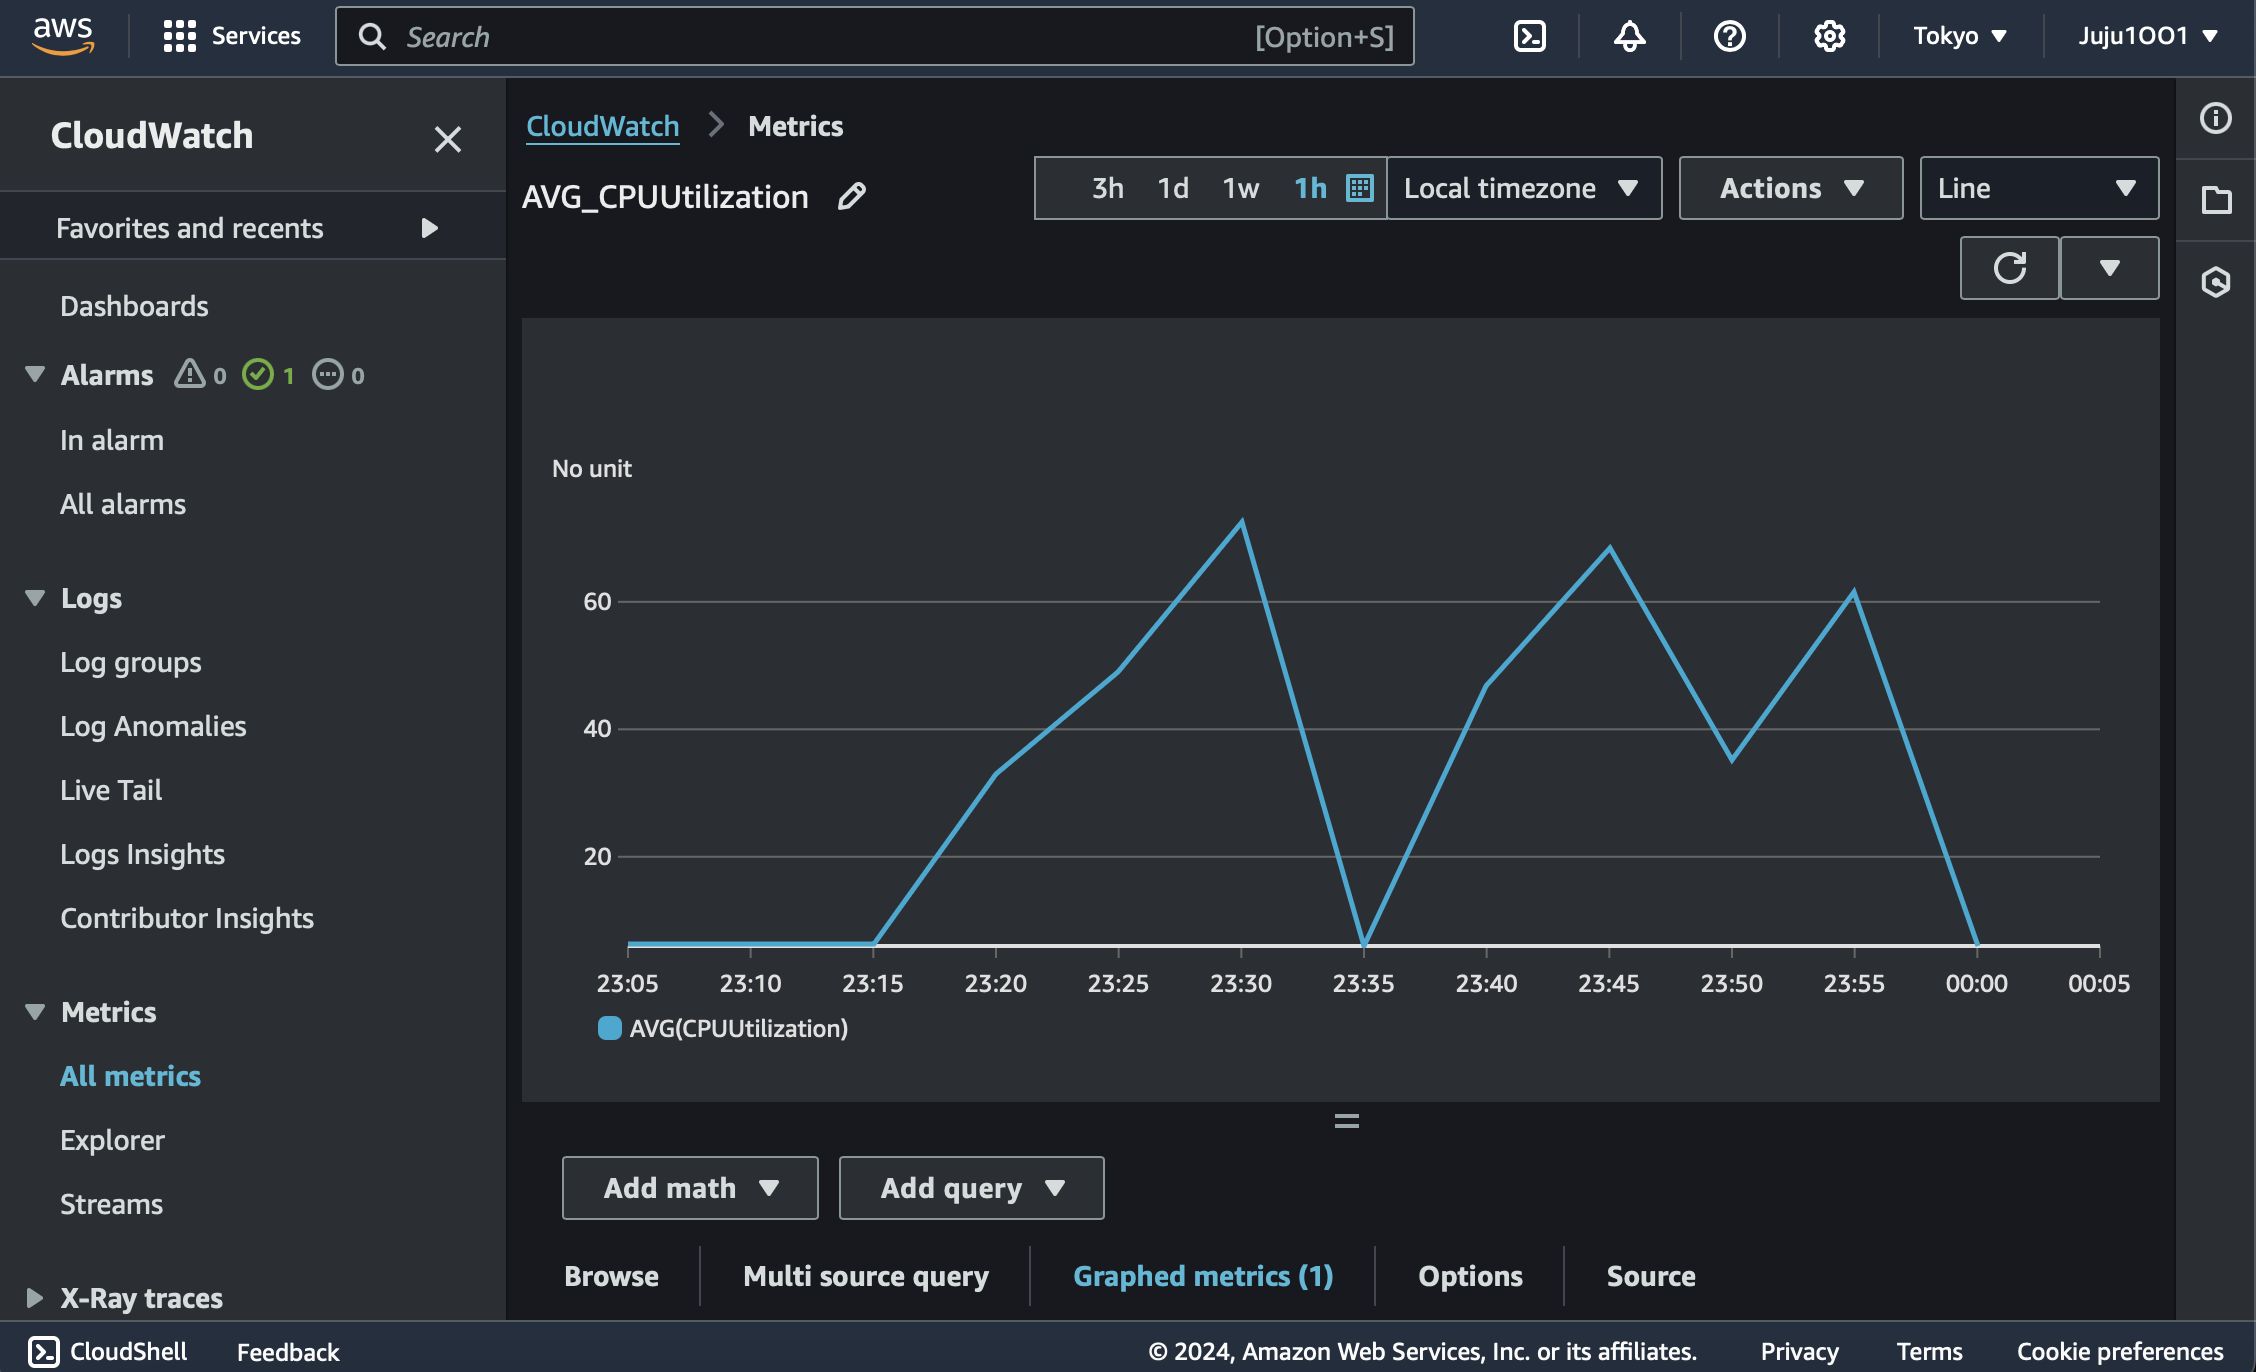 aws
Services
Search
[Option+S]
Tokyo
Juju1001
CloudWatch
Favorites and recents
Dashboards
Alarms 0 1 0
In alarm
All alarms
Logs
Log groups
Log Anomalies
Live Tail
Logs Insights
Contributor Insights
Metrics
All metrics
Explorer
Streams
X-Ray traces
CloudWatch
Metrics
AVG_CPUUtilization
3h 1d 1w 1h
Local timezone
Actions
Line
No unit
60
40
20
23:05 23:10 23:15 23:20 23:25 23:30 23:35 23:40 23:45 23:50 23:55 00:00 00:05
AVG(CPUUtilization)
Add math
Add query
Browse
Multi source query
Graphed metrics (1)
Options
Source
CloudShell
Feedback
© 2024, Amazon Web Services, Inc. or its affiliates.
Privacy
Terms
Cookie preferences